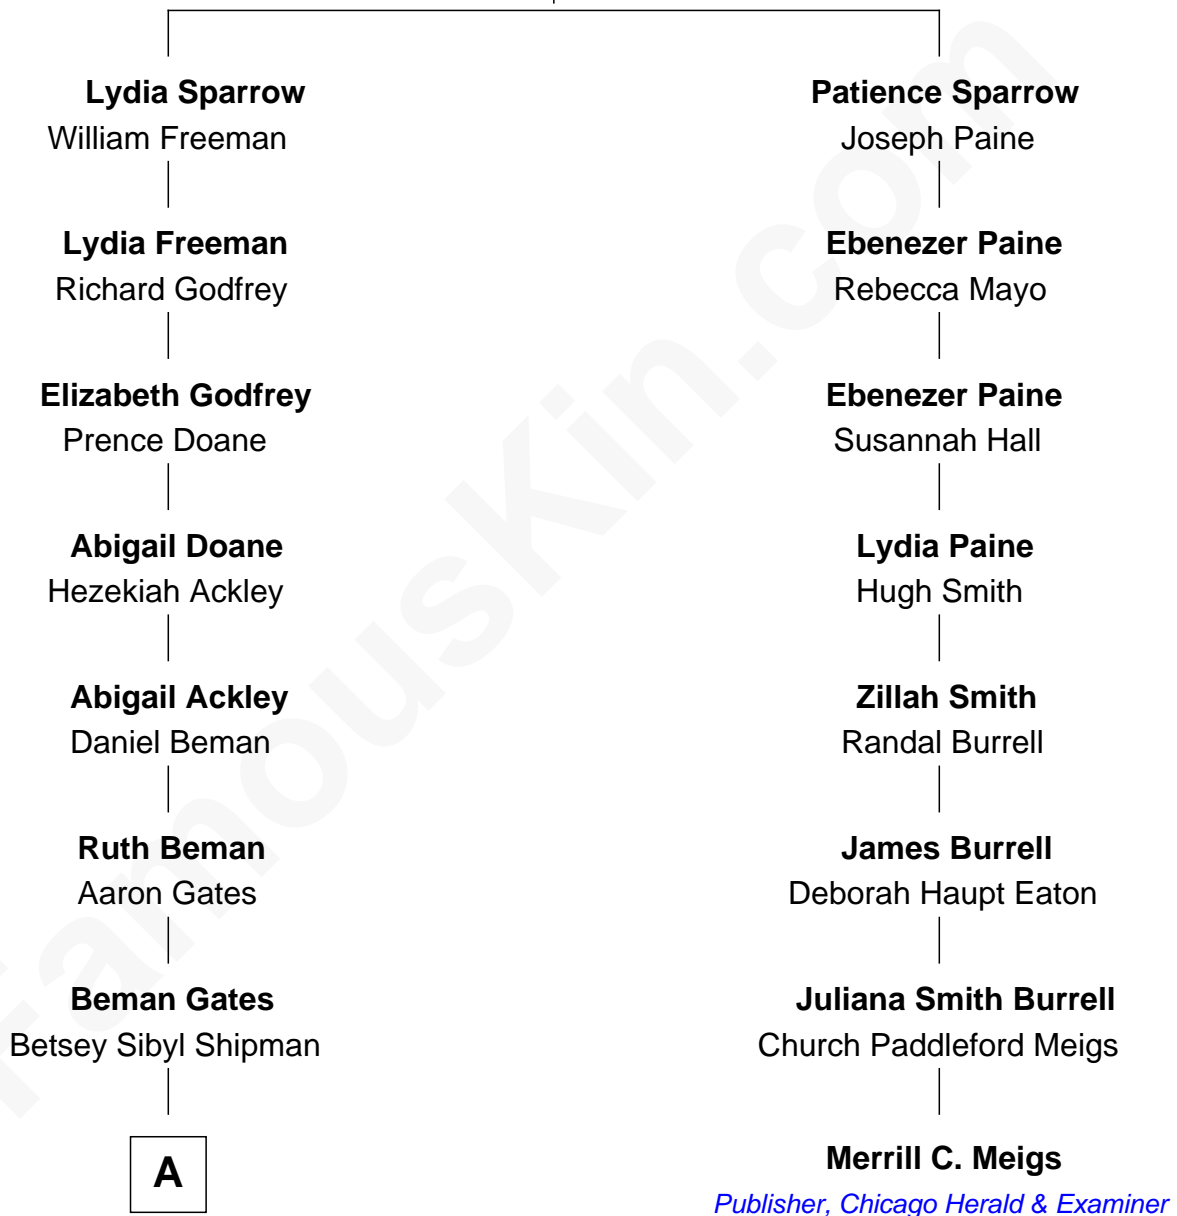 Lydia Sparrow
William Freeman
Lydia Freeman
Richard Godfrey
Elizabeth Godfrey
Prence Doane
Abigail Doane
Hezekiah Ackley
Abigail Ackley
Daniel Beman
Ruth Beman
Aaron Gates
Beman Gates
Betsey Sibyl Shipman
A
Patience Sparrow
Joseph Paine
Ebenezer Paine
Rebecca Mayo
Ebenezer Paine
Susannah Hall
Lydia Paine
Hugh Smith
Zillah Smith
Randal Burrell
James Burrell
Deborah Haupt Eaton
Juliana Smith Burrell
Church Paddleford Meigs
Merrill C. Meigs
Publisher, Chicago Herald & Examiner
FamousKin.com